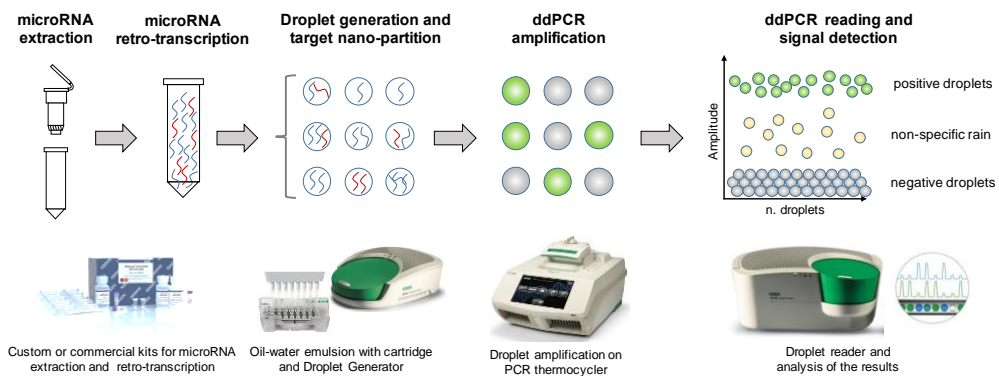 microRNA
extraction
microRNA
retro-transcription
Droplet generation and
target nano-partition
ddPCR
amplification
ddPCR reading and
signal detection
Amplitude
positive droplets
non-specific rain
negative droplets
n. droplets
Custom or commercial kits for microRNA
extraction and retro-transcription
Oil-water emulsion with cartridge
and Droplet Generator
Droplet amplification on
PCR thermocycler
Droplet reader and
analysis of the results